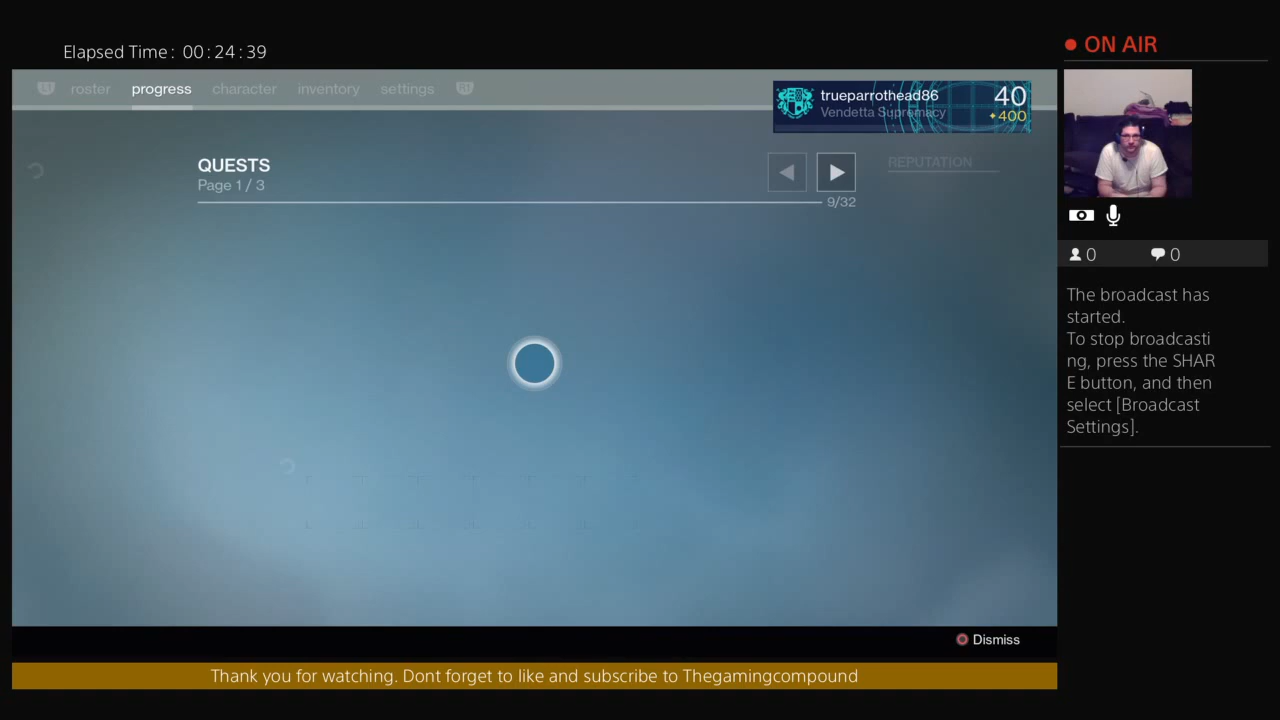 Elapsed Time: 00:24:39
ON AIR
L1 roster progress character inventory settings R1
trueparrothead86
Vendetta Supremacy
40
400
QUESTS
Page 1 / 3
REPUTATION
9/32
0 0
The broadcast has
started.
To stop broadcasti
ng, press the SHAR
E button, and then
select [Broadcast
Settings].
Dismiss
Thank you for watching. Dont forget to like and subscribe to Thegamingcompound